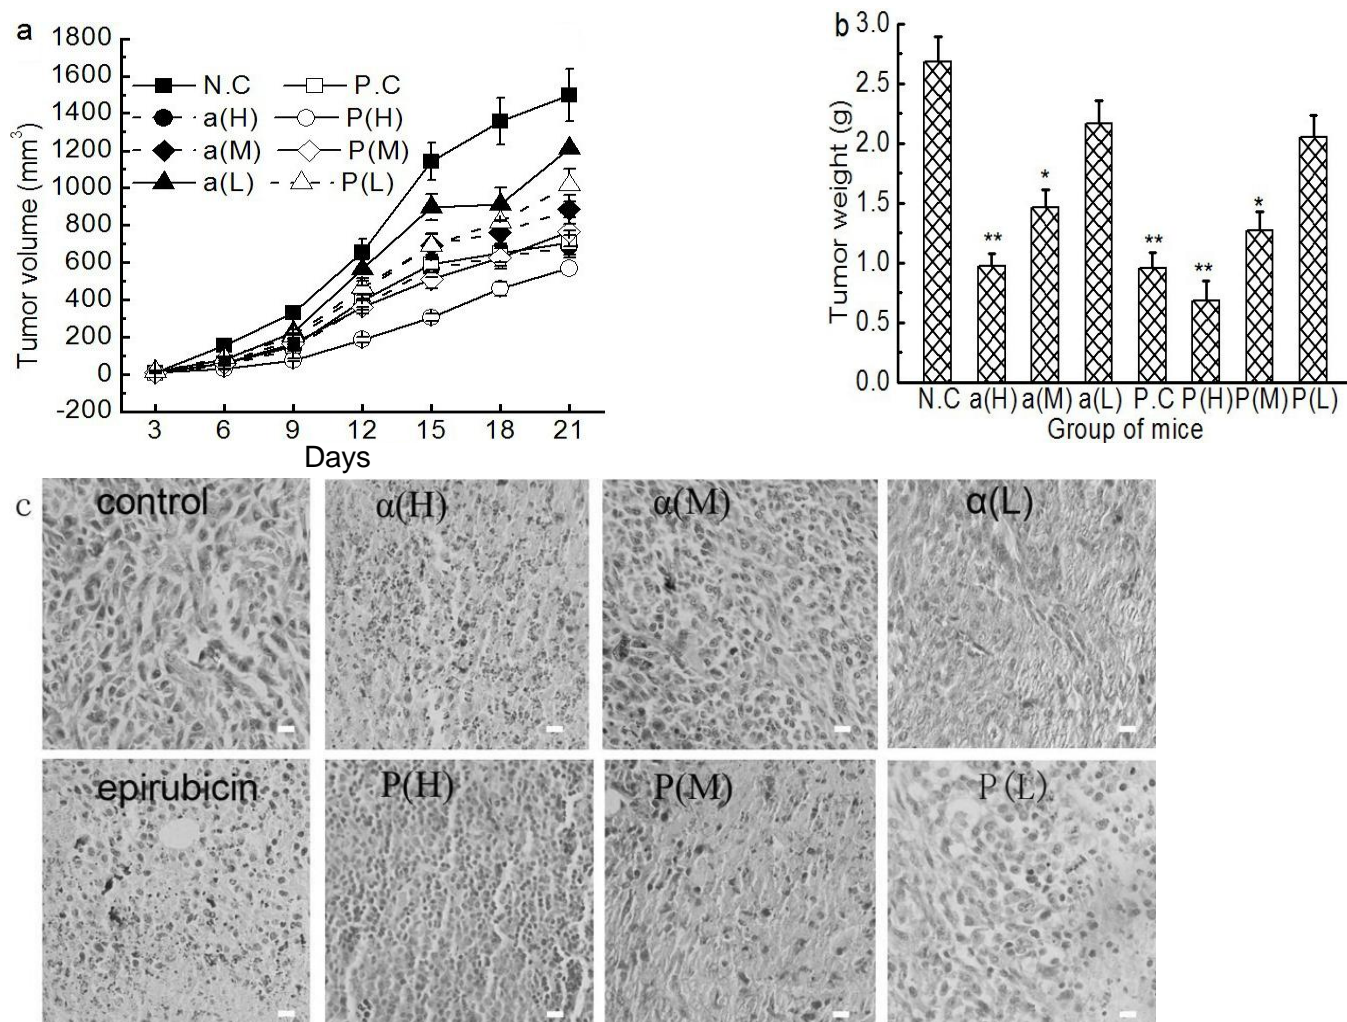 a
Tumor volume (mm³)
1800
1600
1400
1200
1000
800
600
400
200
0
-200
N.C P.C
a(H) P(H)
a(M) P(M)
a(L) P(L)
3 6 9 12 15 18 21
Days
b
Tumor weight (g)
3.0
2.5
2.0
1.5
1.0
0.5
0.0
** * ** ** *
N.C a(H) a(M) a(L) P.C P(H) P(M) P(L)
Group of mice
c
control α(H) α(M) α(L)
epirubicin P(H) P(M) P(L)